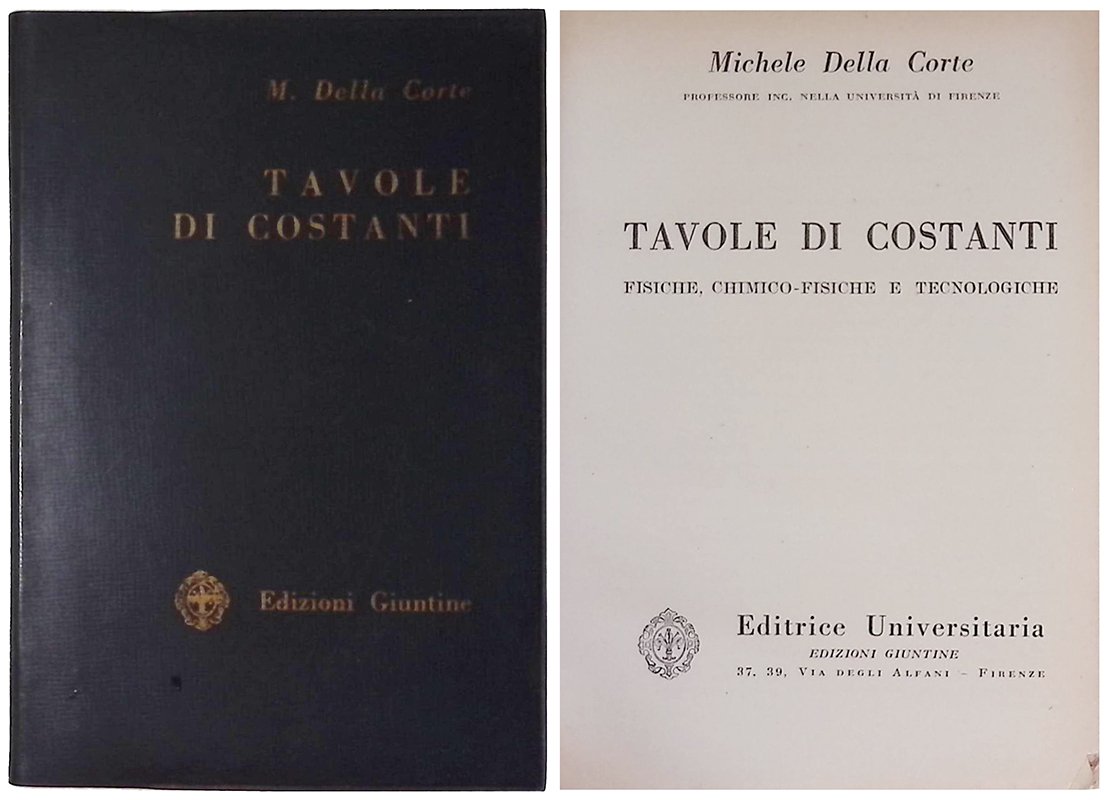 M. Della Corte
TAVOLE
DI COSTANTI
Edizioni Giuntine
Michele Della Corte
PROFESSORE INC. NELLA UNIVERSITÀ DI FIRENZE
TAVOLE DI COSTANTI
FISICHE, CHIMICO-FISICHE E TECNOLOGICHE
Editrice Universitaria
EDIZIONI GIUNTINE
37, 39, VIA DEGLI ALFANI - FIRENZE